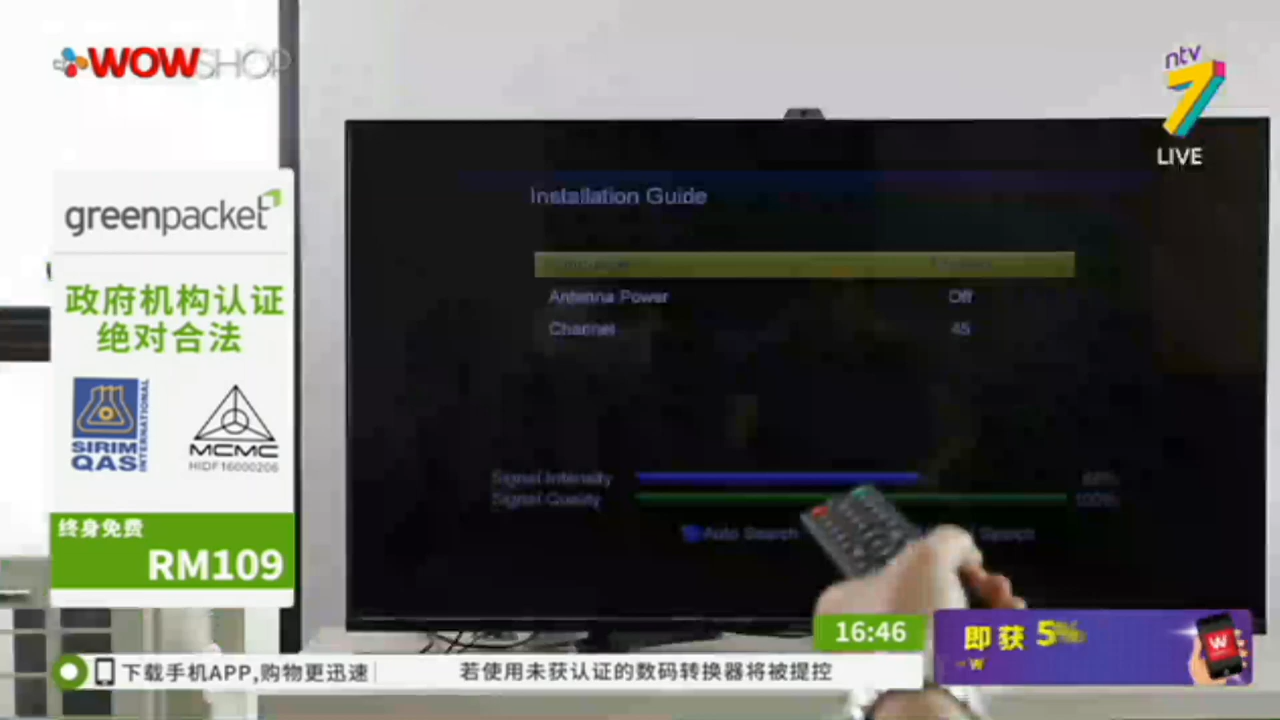 WOWSHOP
ntv
7
LIVE
greenpacket
政府机构认证
绝对合法
SIRIM
QAS
INTERNATIONAL
MCMC
HIDF16000206
终身免费
RM109
Installation Guide
Antenna Power Off
Channel 45
Signal Intensity
Signal Quality 100%
Auto Search Search
16:46
即获 5%
W
下载手机APP,购物更迅速
若使用未获认证的数码转换器将被提控